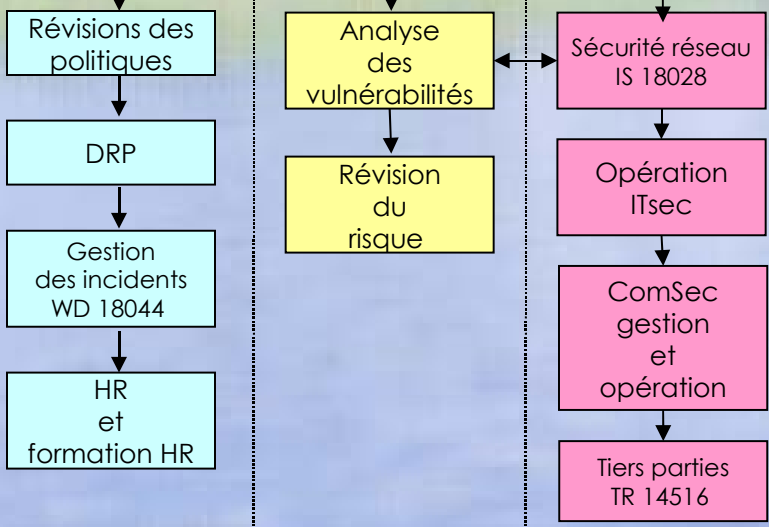 Révisions des
politiques
DRP
Gestion
des incidents
WD 18044
HR
et
formation HR
Analyse
des
vulnérabilités
Révision
du
risque
Sécurité réseau
IS 18028
Opération
ITsec
ComSec
gestion
et
opération
Tiers parties
TR 14516